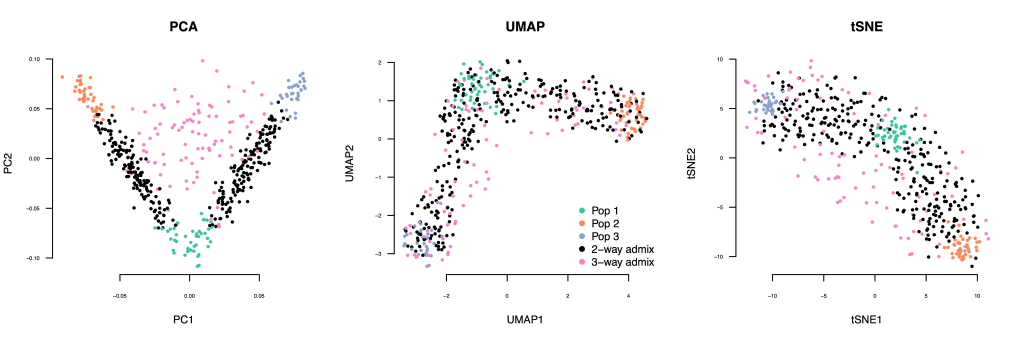 PCA
UMAP
tSNE
0.10
0.05
0.00
−0.05
−0.10
PC2
−0.05
0.00
0.05
PC1
2
1
0
−1
−2
−3
UMAP2
−2
0
2
4
UMAP1
Pop 1
Pop 2
Pop 3
2−way admix
3−way admix
10
5
0
−5
−10
tSNE2
−10
−5
0
5
10
tSNE1